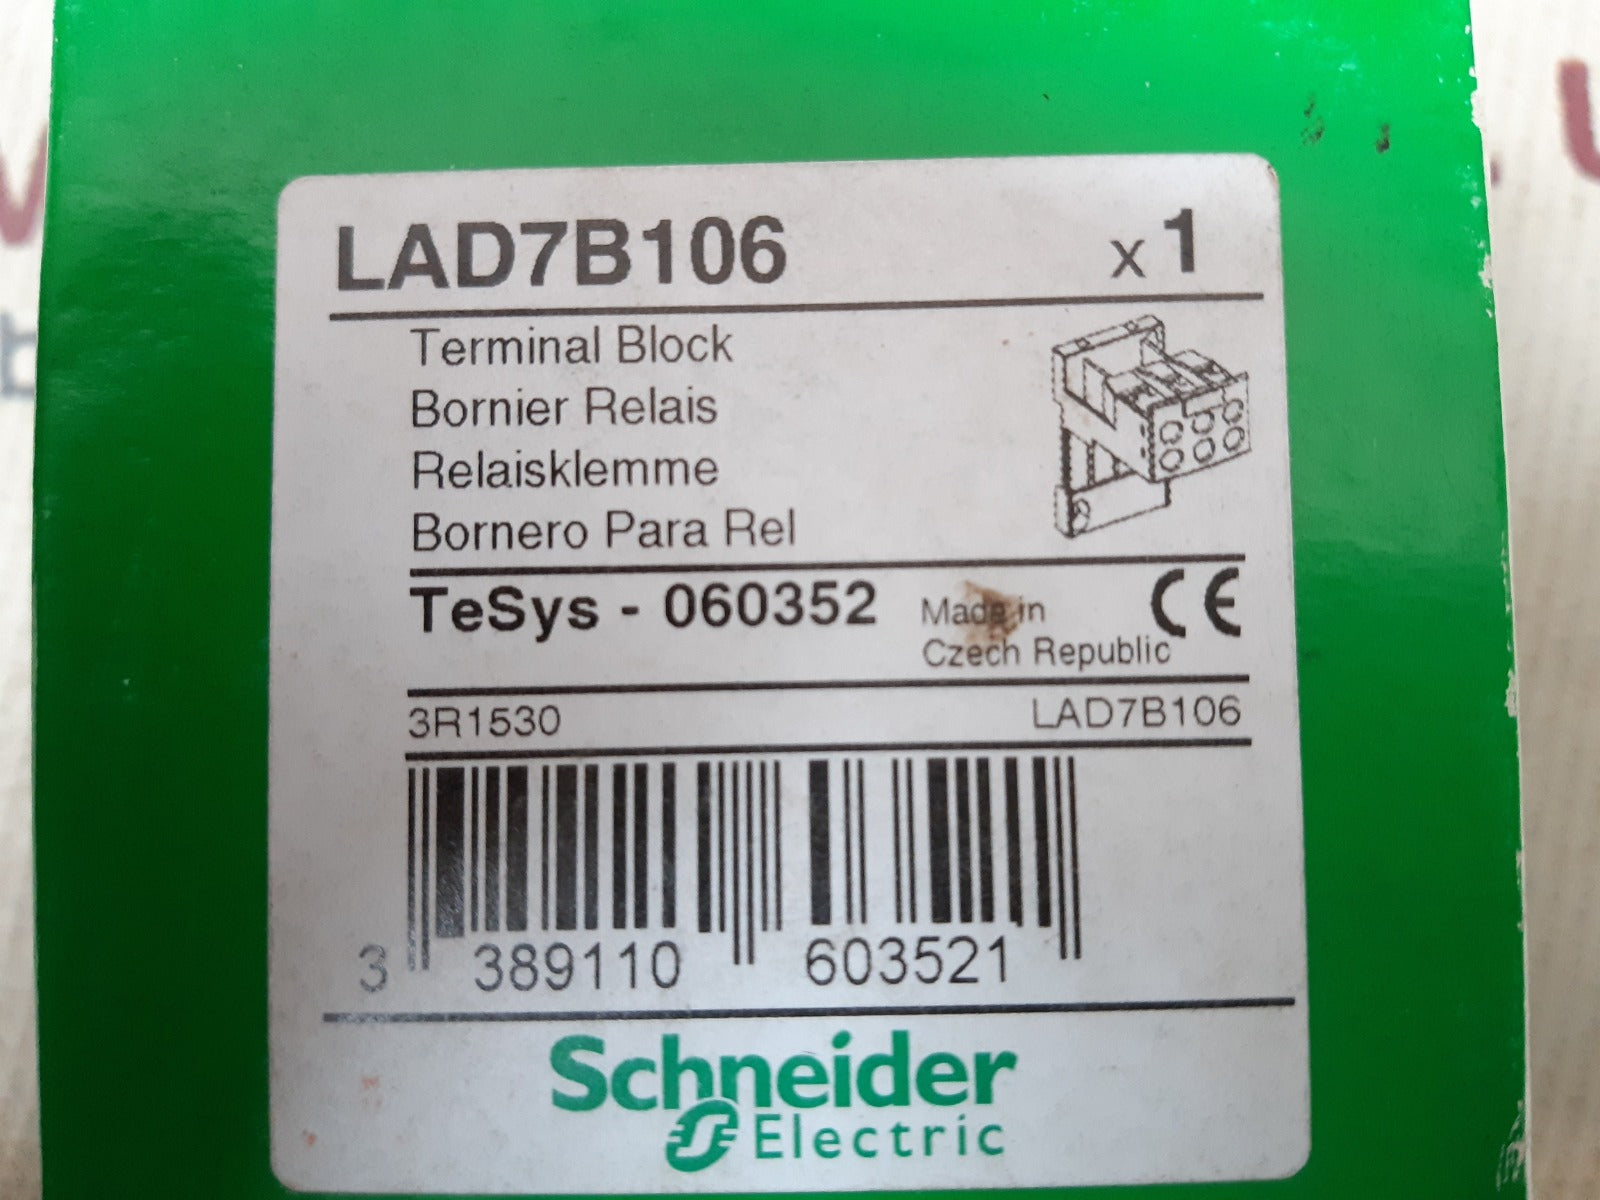 LAD7B106 x 1
Terminal Block
Bornier Relais
Relaisklemme
Bornero Para Rel
TeSys - 060352 Made in CE
Czech Republic
3R1530 LAD7B106
3 389110 603521
Schneider
Electric